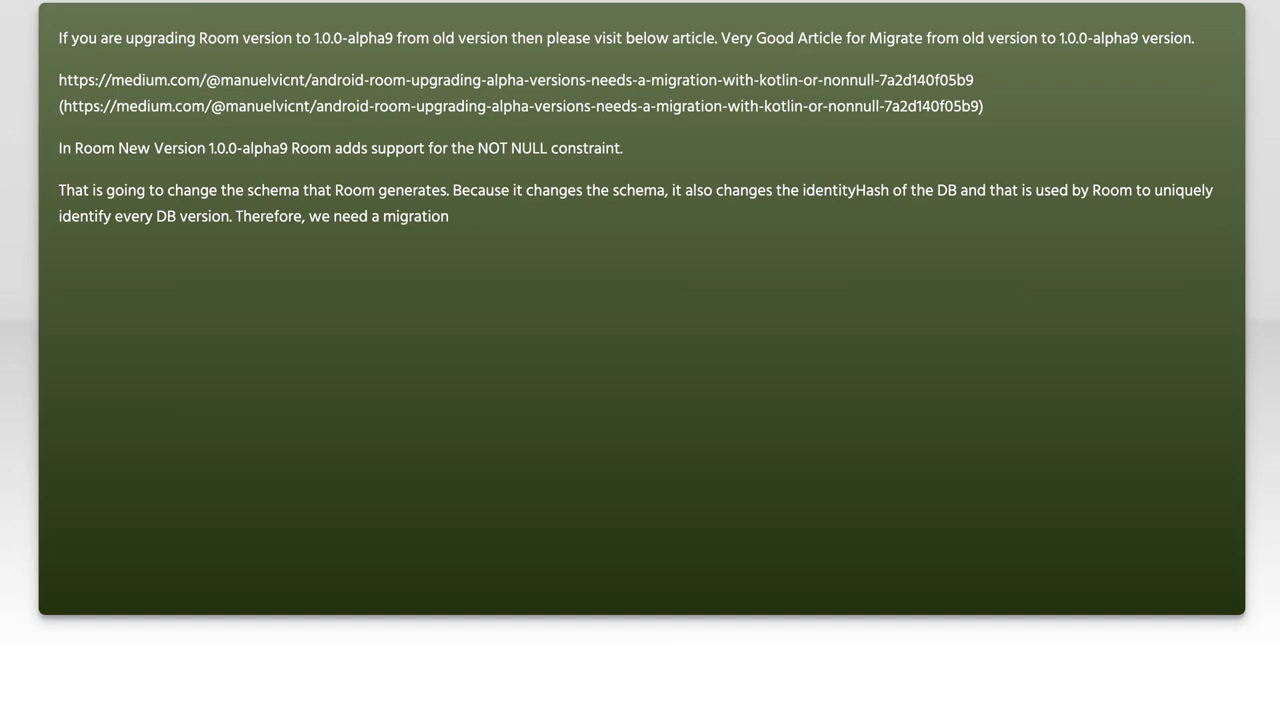 If you are upgrading Room version to 1.0.0-alpha9 from old version then please visit below article. Very Good Article for Migrate from old version to 1.0.0-alpha9 version.
https://medium.com/@manuelvicnt/android-room-upgrading-alpha-versions-needs-a-migration-with-kotlin-or-nonnull-7a2d140f05b9
(https://medium.com/@manuelvicnt/android-room-upgrading-alpha-versions-needs-a-migration-with-kotlin-or-nonnull-7a2d140f05b9)
In Room New Version 1.0.0-alpha9 Room adds support for the NOT NULL constraint.
That is going to change the schema that Room generates. Because it changes the schema, it also changes the identityHash of the DB and that is used by Room to uniquely
identify every DB version. Therefore, we need a migration